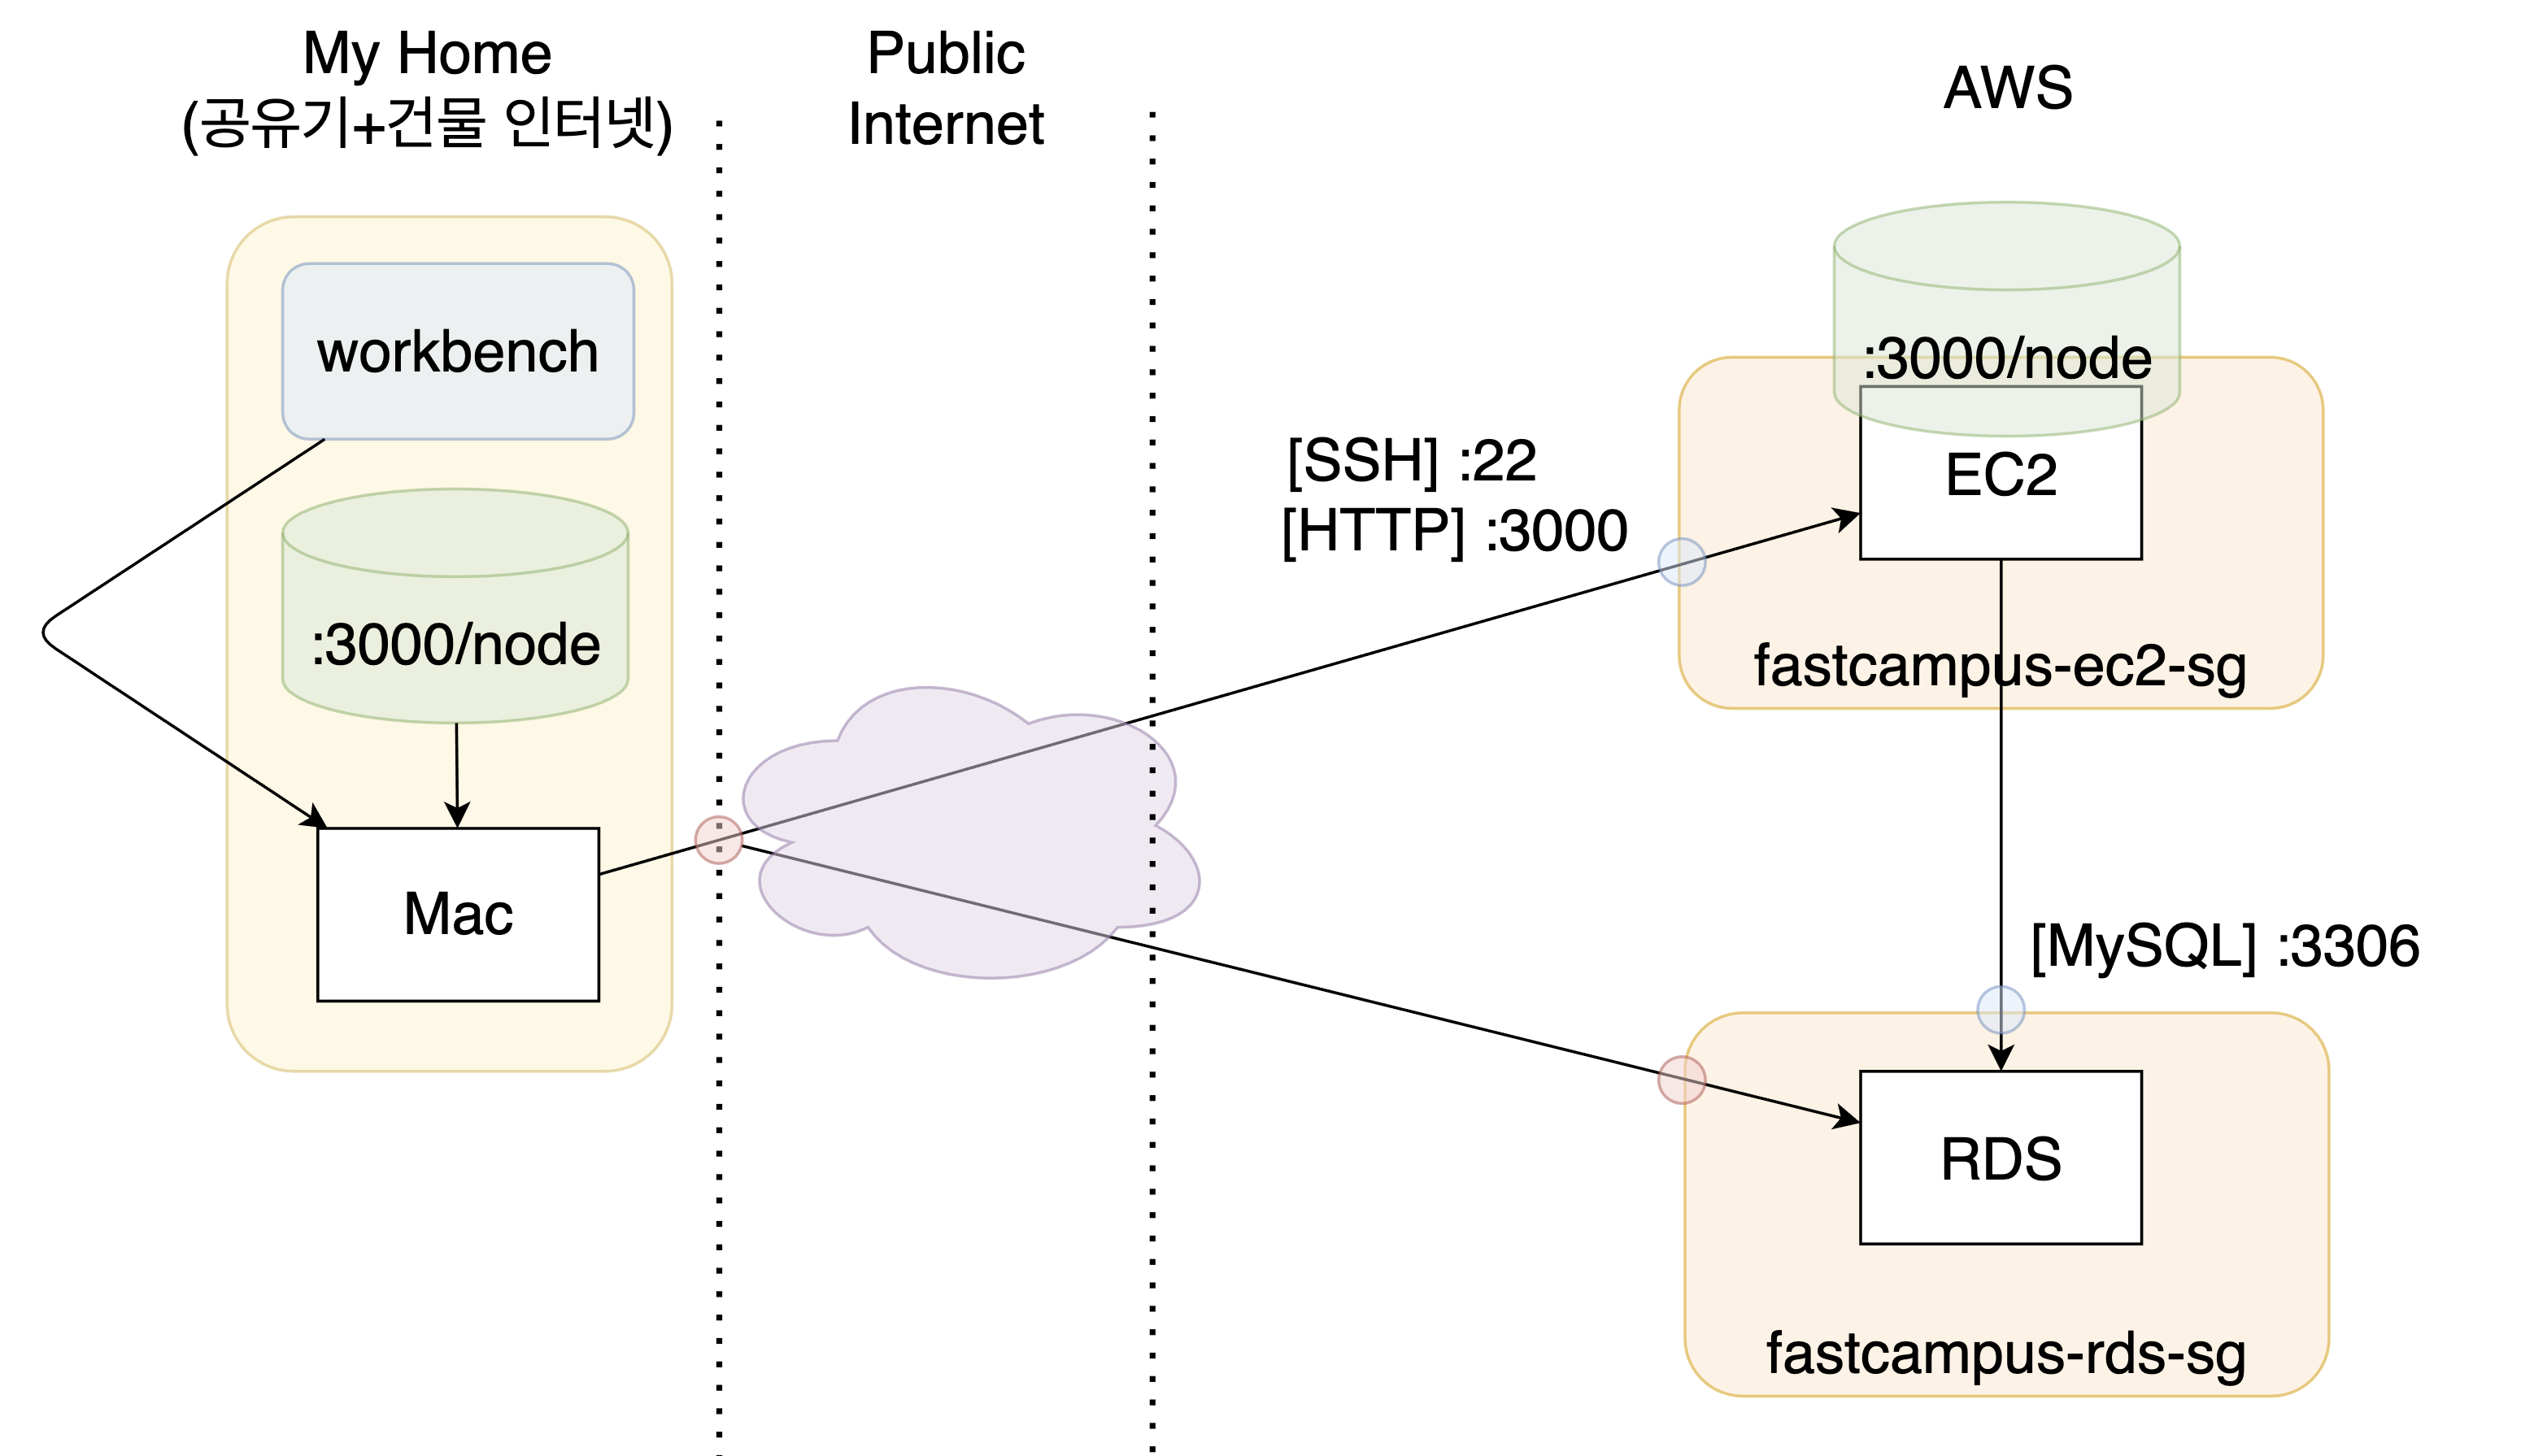 My Home
(공유기+건물 인터넷)
Public
Internet
AWS
workbench
:3000/node
Mac
[SSH] :22
[HTTP] :3000
:3000/node
EC2
fastcampus-ec2-sg
[MySQL] :3306
RDS
fastcampus-rds-sg